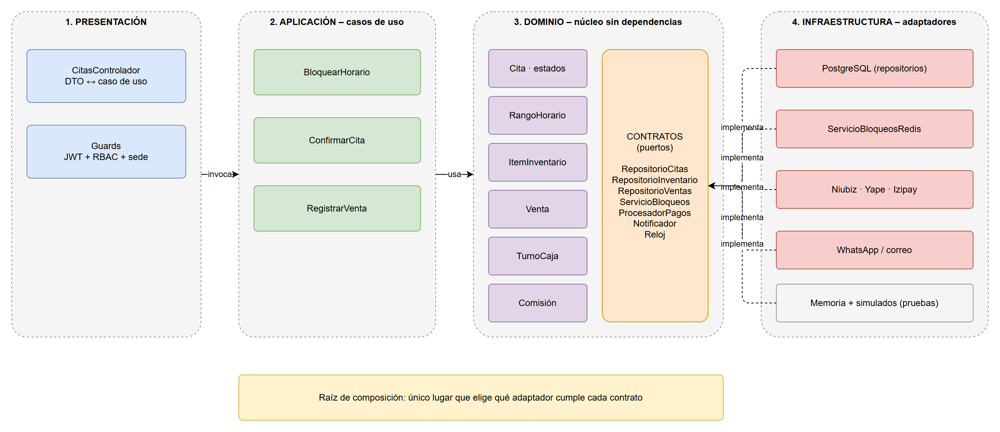 1. PRESENTACIÓN
CitasControlador
DTO ↔ caso de uso
Guards
JWT + RBAC + sede
invoca
2. APLICACIÓN – casos de uso
BloquearHorario
ConfirmarCita
RegistrarVenta
usa
3. DOMINIO – núcleo sin dependencias
Cita · estados
RangoHorario
ItemInventario
Venta
TurnoCaja
Comisión
CONTRATOS
(puertos)
RepositorioCitas
RepositorioInventario
RepositorioVentas
ServicioBloqueos
ProcesadorPagos
Notificador
Reloj
implementa
implementa
implementa
implementa
implementa
4. INFRAESTRUCTURA – adaptadores
PostgreSQL (repositorios)
ServicioBloqueosRedis
Niubiz · Yape · Izipay
WhatsApp / correo
Memoria + simulados (pruebas)
Raíz de composición: único lugar que elige qué adaptador cumple cada contrato